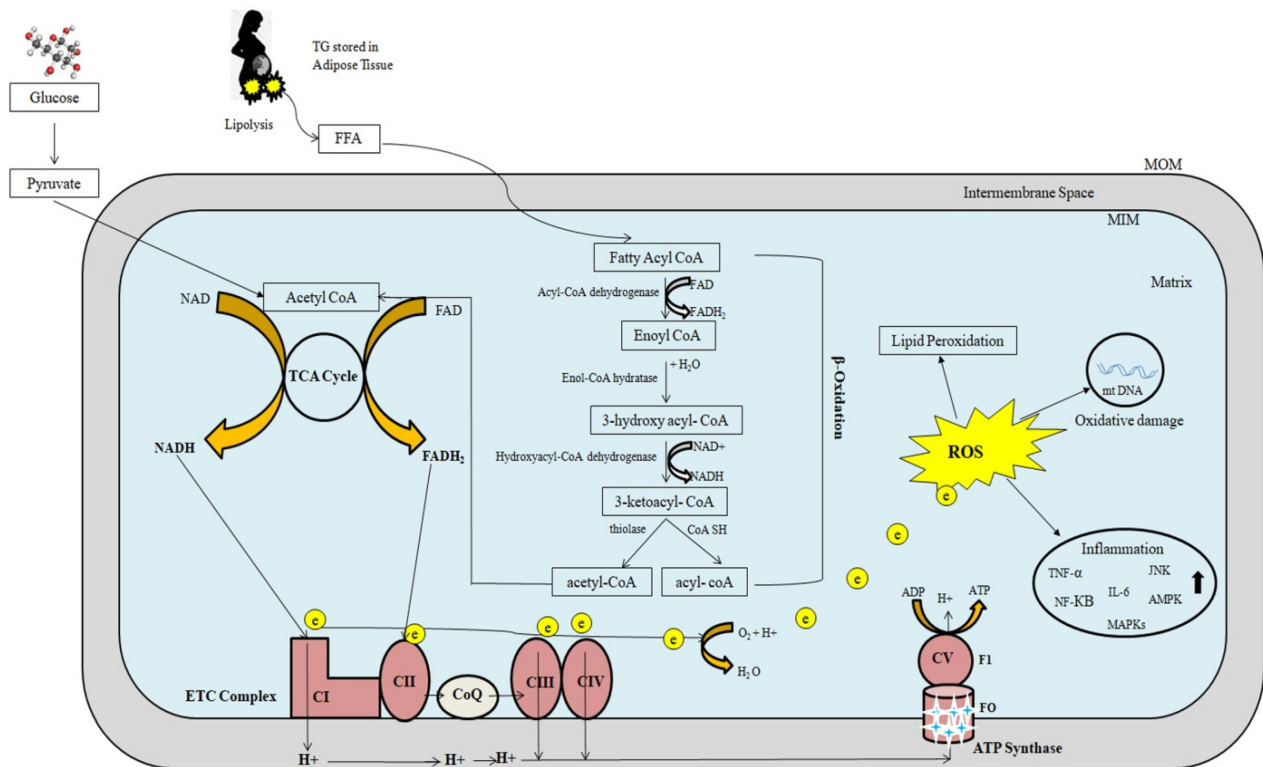 TG stored in
Adipose Tissue
Glucose
Lipolysis
FFA
Pyruvate
MOM
Intermembrane Space
MIM
Matrix
Fatty Acyl CoA
Acyl-CoA dehydrogenase
FAD
FADH2
Enoyl CoA
+ H2O
Enol-CoA hydratase
3-hydroxy acyl- CoA
Hydroxyacyl-CoA dehydrogenase
NAD+
NADH
3-ketoacyl- CoA
thiolase
CoA SH
acetyl-CoA
acyl- coA
β-Oxidation
NAD
Acetyl CoA
FAD
TCA Cycle
NADH
FADH2
Lipid Peroxidation
mt DNA
Oxidative damage
ROS
e
e
e
e
Inflammation
TNF-α
JNK
IL-6
NF-KB
AMPK
MAPKs
e
e
e
e
e
O2 + H+
H2O
ADP
H+
ATP
ETC Complex
CI
CII
CoQ
CIII
CIV
CV
F1
FO
ATP Synthase
H+
H+
H+